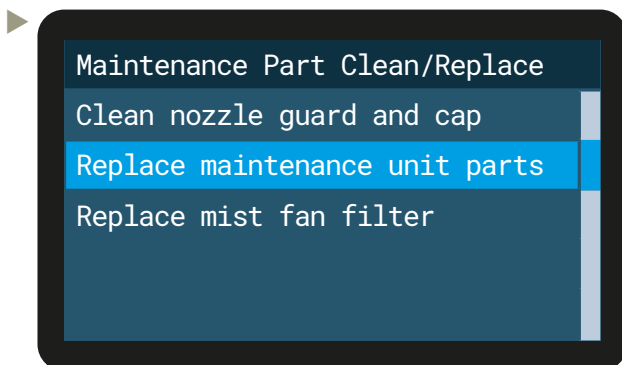 Maintenance Part Clean/Replace
Clean nozzle guard and cap
Replace maintenance unit parts
Replace mist fan filter